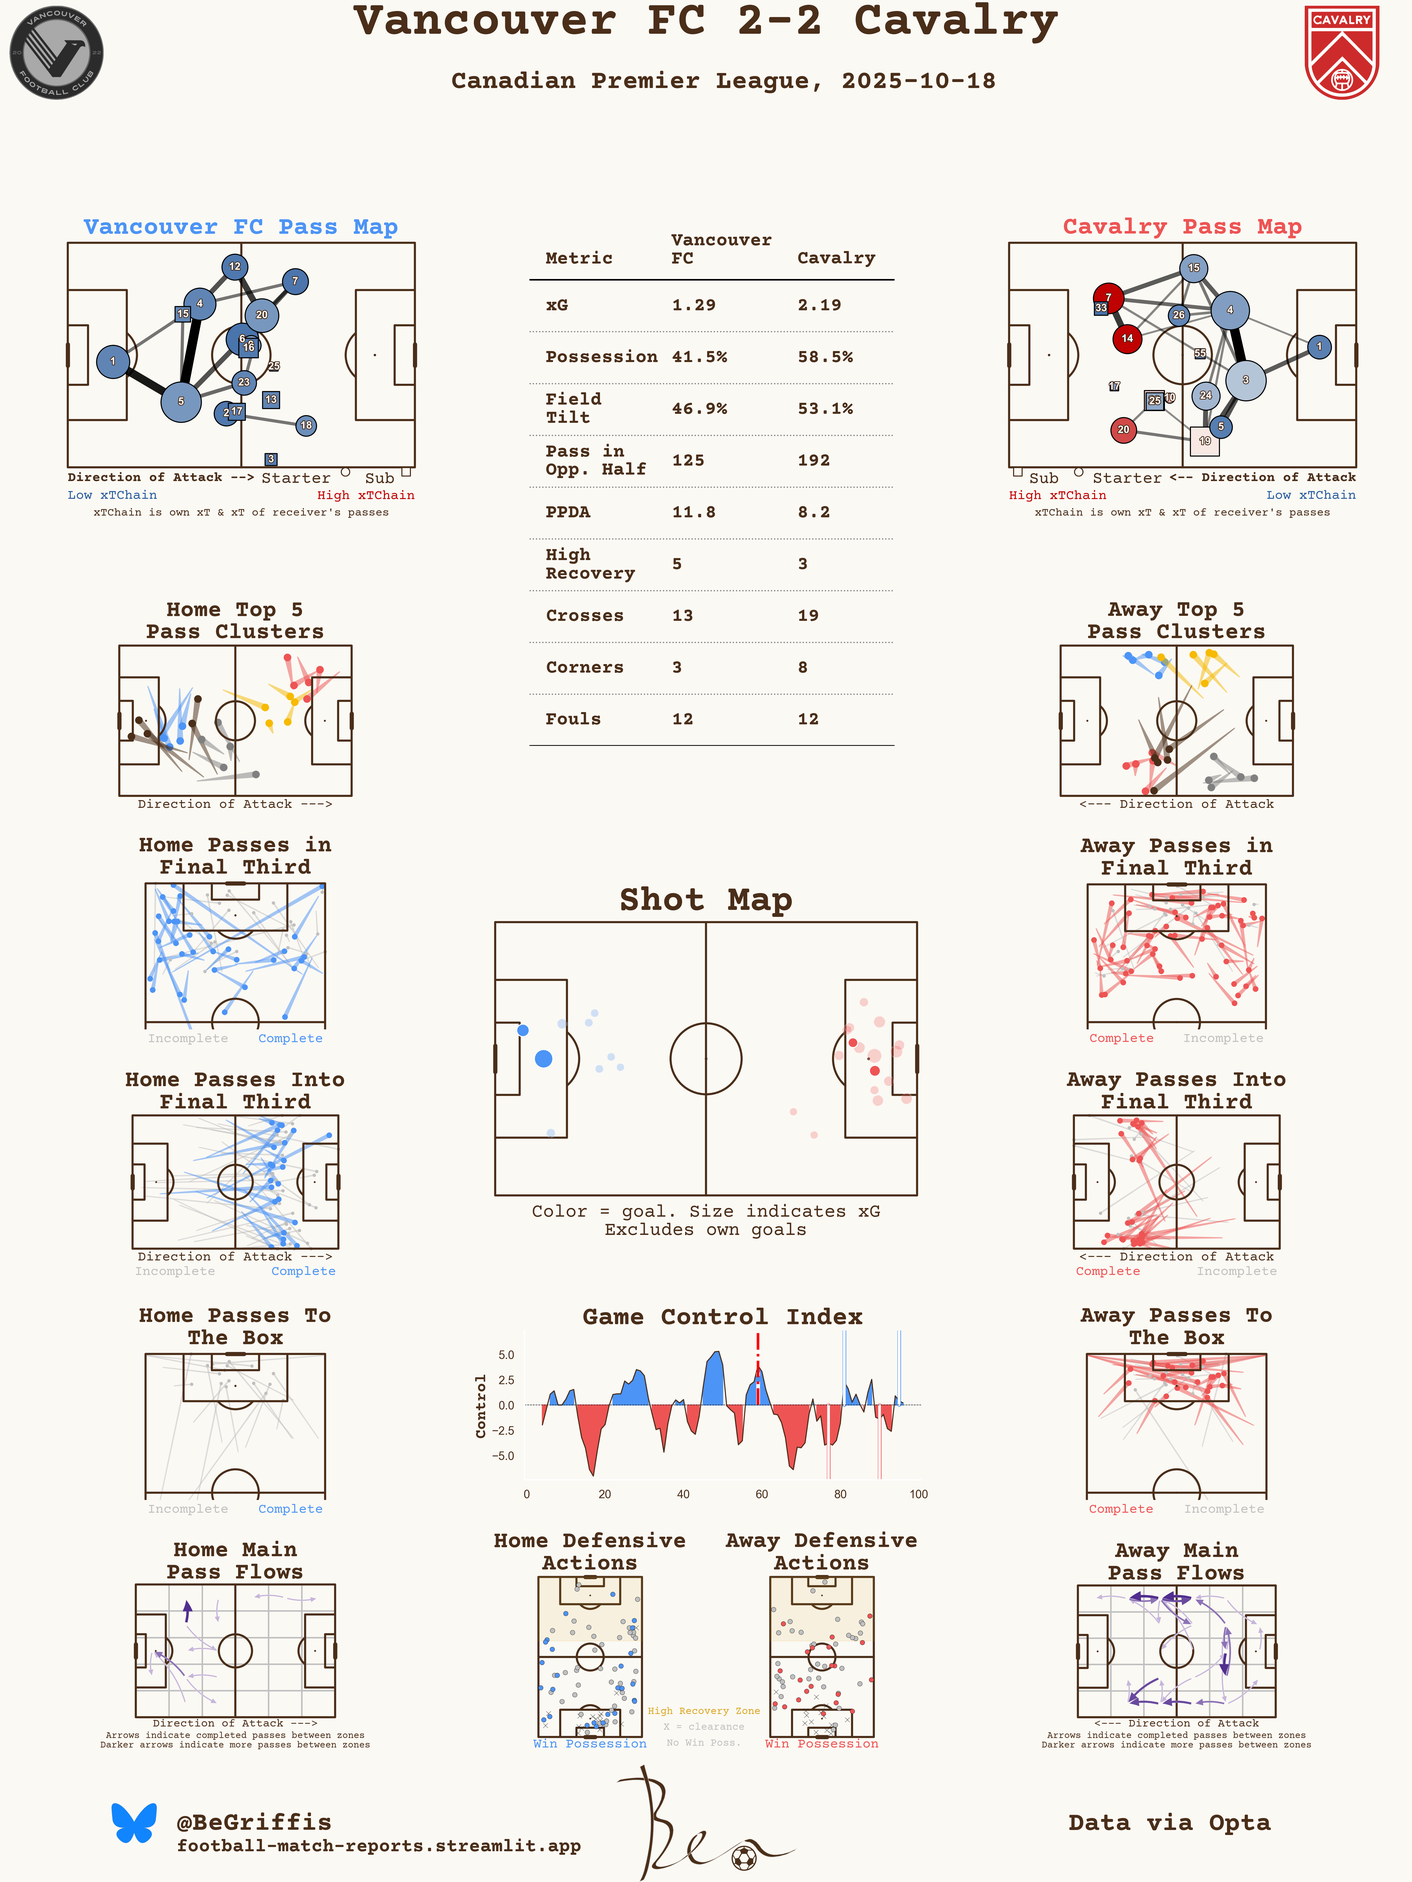 Vancouver FC 2-2 Cavalry
Canadian Premier League, 2025-10-18
VANCOUVER
FOOTBALL CLUB
CAVALRY
Vancouver FC Pass Map
12
7
4
15
20
6
16
1
25
23
5
13
2
17
18
3
Direction of Attack --> Starter Sub
Low xTChain High xTChain
xTChain is own xT & xT of receiver's passes
Metric Vancouver FC Cavalry
xG 1.29 2.19
Possession 41.5% 58.5%
Field Tilt 46.9% 53.1%
Pass in Opp. Half 125 192
PPDA 11.8 8.2
High Recovery 5 3
Crosses 13 19
Corners 3 8
Fouls 12 12
Cavalry Pass Map
15
7
33
26
4
14
55
1
17
3
25
10
24
20
5
19
Sub Starter <-- Direction of Attack
High xTChain Low xTChain
xTChain is own xT & xT of receiver's passes
Home Top 5
Pass Clusters
Direction of Attack --->
Away Top 5
Pass Clusters
<--- Direction of Attack
Home Passes in
Final Third
Incomplete Complete
Away Passes in
Final Third
Complete Incomplete
Shot Map
Color = goal. Size indicates xG
Excludes own goals
Home Passes Into
Final Third
Direction of Attack --->
Incomplete Complete
Away Passes Into
Final Third
<--- Direction of Attack
Complete Incomplete
Home Passes To
The Box
Incomplete Complete
Game Control Index
Control
5.0
2.5
0.0
−2.5
−5.0
0 20 40 60 80 100
Away Passes To
The Box
Complete Incomplete
Home Main
Pass Flows
Direction of Attack --->
Arrows indicate completed passes between zones
Darker arrows indicate more passes between zones
Home Defensive
Actions
Win Possession
High Recovery Zone
X = clearance
No Win Poss.
Away Defensive
Actions
Win Possession
Away Main
Pass Flows
<--- Direction of Attack
Arrows indicate completed passes between zones
Darker arrows indicate more passes between zones
@BeGriffis
football-match-reports.streamlit.app
Ben
Data via Opta